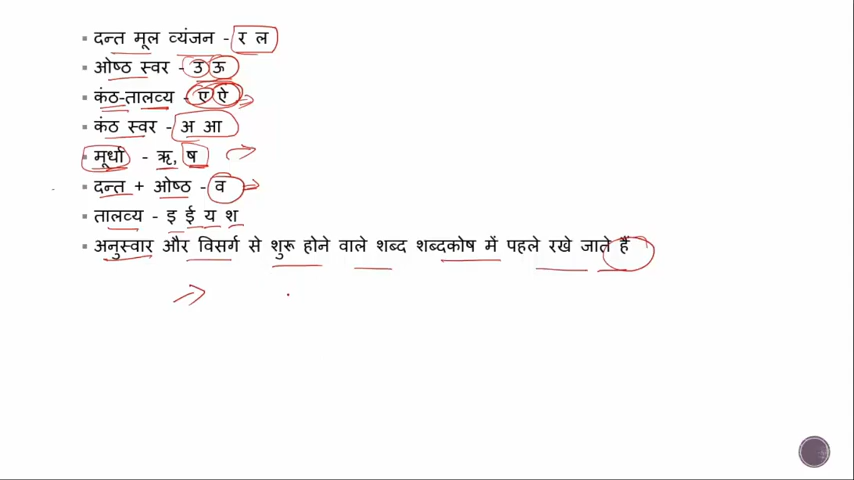 ▪ दन्त मूल व्यंजन - र ल
▪ ओष्ठ स्वर - उ ऊ
▪ कंठ-तालव्य - ए ऐ
▪ कंठ स्वर - अ आ
▪ मूर्धा - ऋ, ष
▪ दन्त + ओष्ठ - व
▪ तालव्य - इ ई य श
▪ अनुस्वार और विसर्ग से शुरू होने वाले शब्द शब्दकोष में पहले रखे जाते हैं